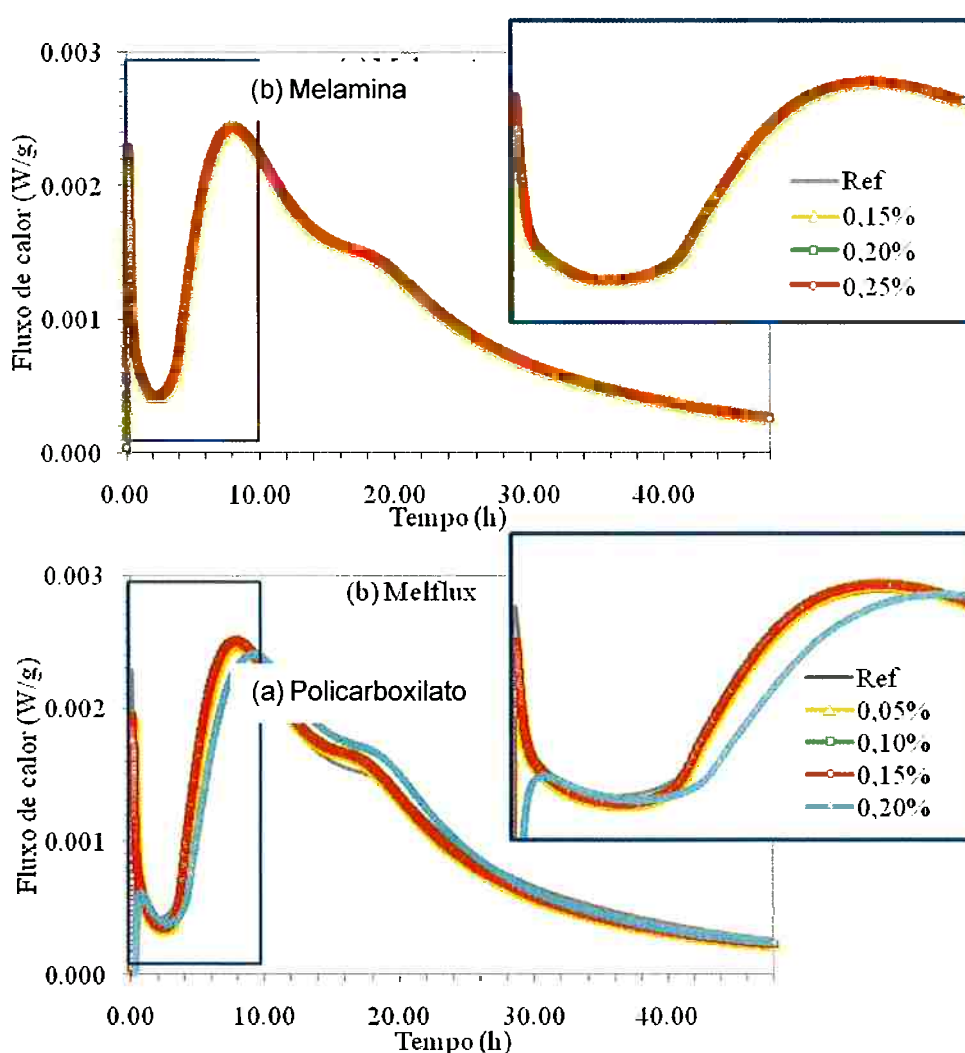 0.003
(b) Melamina
0.002
Fluxo de calor (W/g)
Ref
0,15%
0,20%
0,25%
0.001
0.000
0.00
10.00
20.00
30.00
40.00
Tempo (h)
0.003
(b) Melflux
(a) Policarboxilato
0.002
Fluxo de calor (W/g)
Ref
0,05%
0,10%
0,15%
0,20%
0.001
0.000
0.00
10.00
20.00
30.00
40.00
Tempo (h)